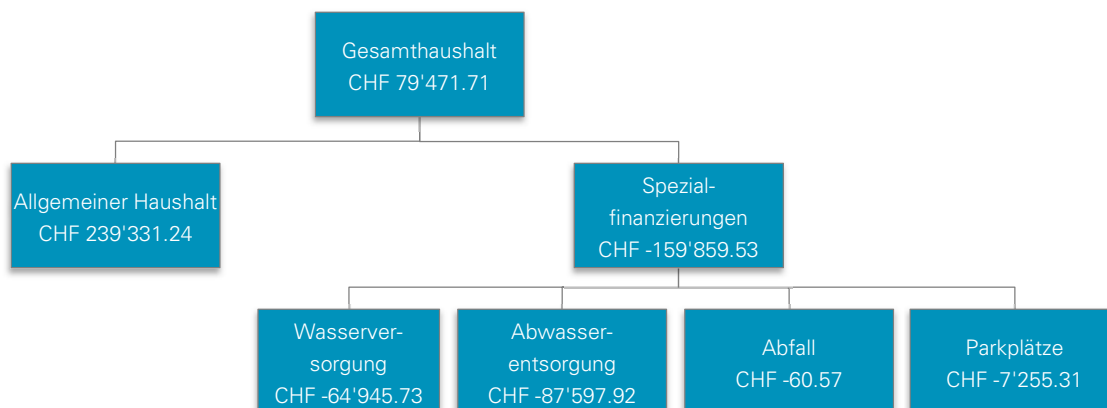 Gesamthaushalt
CHF 79'471.71
Allgemeiner Haushalt
CHF 239'331.24
Spezial-
finanzierungen
CHF -159'859.53
Wasserver-
sorgung
CHF -64'945.73
Abwasser-
entsorgung
CHF -87'597.92
Abfall
CHF -60.57
Parkplätze
CHF -7'255.31